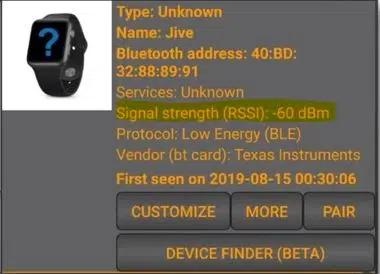 Type: Unknown
Name: Jive
Bluetooth address: 40:BD:
32:88:89:91
Services: Unknown
Signal strength (RSSI): -60 dBm
Protocol: Low Energy (BLE)
Vendor (bt card): Texas Instruments
First seen on 2019-08-15 00:30:06
CUSTOMIZE MORE PAIR
DEVICE FINDER (BETA)
?